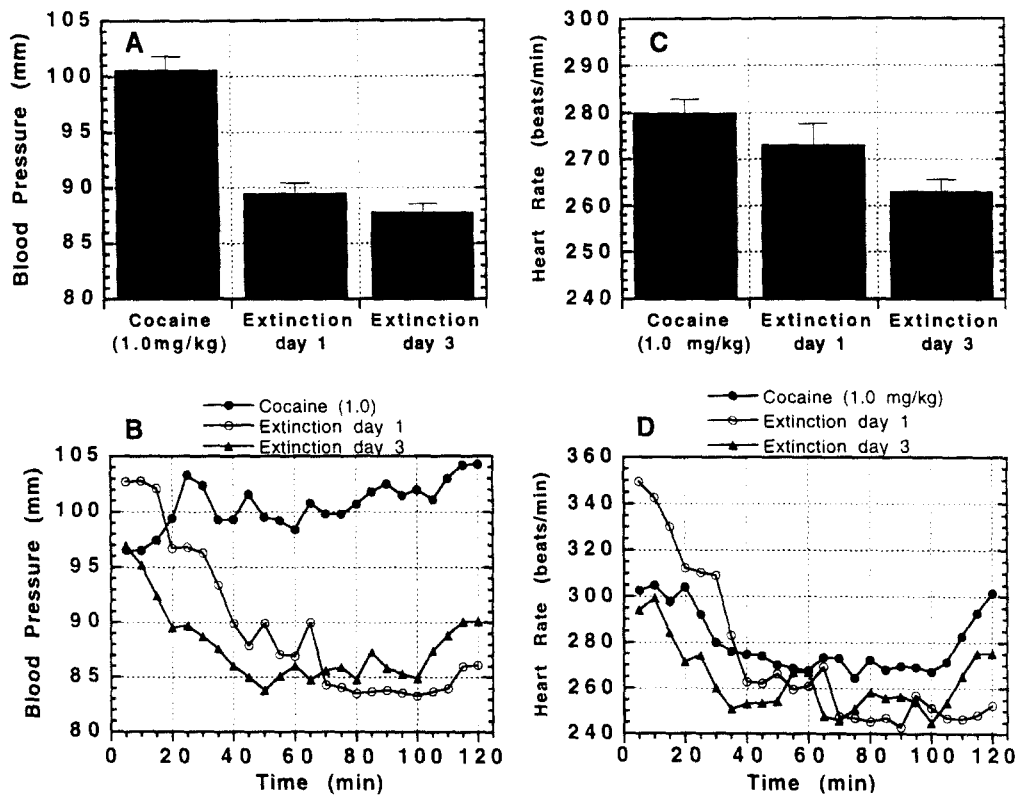 A
Blood Pressure (mm)
105
100
95
90
85
80
Cocaine (1.0mg/kg)
Extinction day 1
Extinction day 3
C
Heart Rate (beats/min)
300
290
280
270
260
250
240
Cocaine (1.0 mg/kg)
Extinction day 1
Extinction day 3
B
Cocaine (1.0)
Extinction day 1
Extinction day 3
Blood Pressure (mm)
105
100
95
90
85
80
0 20 40 60 80 100 120
Time (min)
D
Cocaine (1.0 mg/kg)
Extinction day 1
Extinction day 3
Heart Rate (beats/min)
360
340
320
300
280
260
240
0 20 40 60 80 100 120
Time (min)